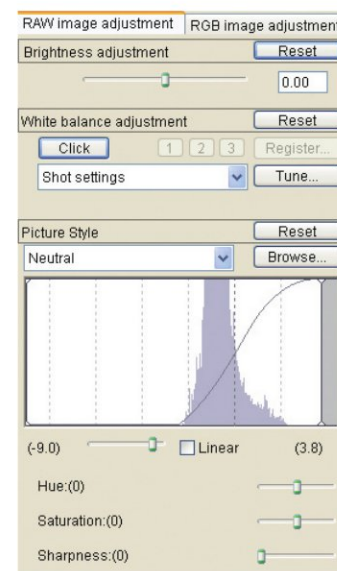 RAW image adjustment RGB image adjustment
Brightness adjustment Reset
0.00
White balance adjustment Reset
Click 1 2 3 Register...
Shot settings Tune...
Picture Style Reset
Neutral Browse...
(-9.0) Linear (3.8)
Hue:(0)
Saturation:(0)
Sharpness:(0)